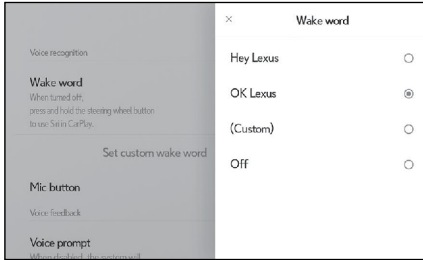 Voice recognition
Wake word
When turned off,
press and hold the steering wheel button
to use Siri in CarPlay.
Set custom wake word
Mic button
Voice feedback
Voice prompt
When disabled, the system will
× Wake word
Hey Lexus
OK Lexus
(Custom)
Off